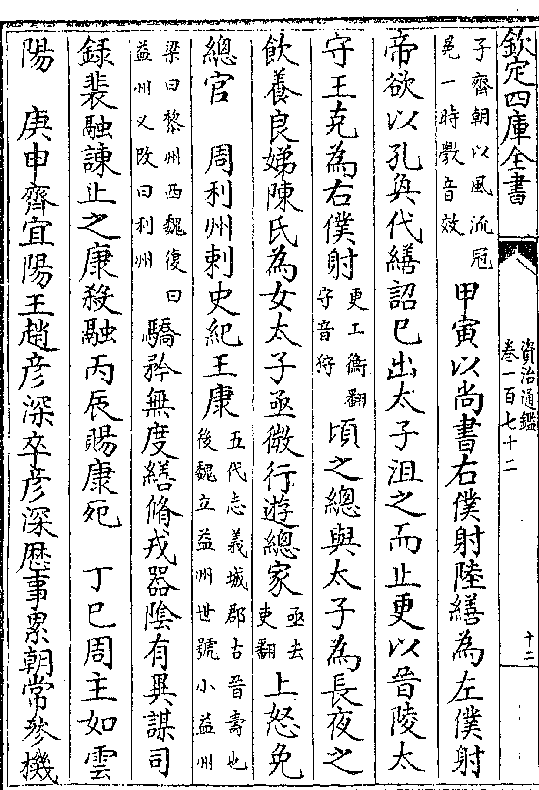 欽定四庫全書
資治通鑑
卷一百七十二
十二
子齊朝以風流冠
冕一時斅音效
甲寅以尚書右僕射陸繕為左僕射
帝欲以孔奐代繕詔已出太子沮之而止更以晉陵太
守王克為右僕射
更工衡翻
守音狩
頃之總與太子為長夜之
飲養良娣陳氏為女太子亟微行遊總家
亟去
吏翻
上怒免
總官　周利州刺史紀王康
五代志義城郡古晉壽也
後魏立益州世號小益州
梁曰黎州西魏復曰
益州又改曰利州
驕矜無度繕脩戎器陰有異謀司
録裴融諫止之康殺融丙辰賜康死　丁巳周主如雲
陽　庚申齊宜陽王趙彦深卒彦深歴事累朝常參機